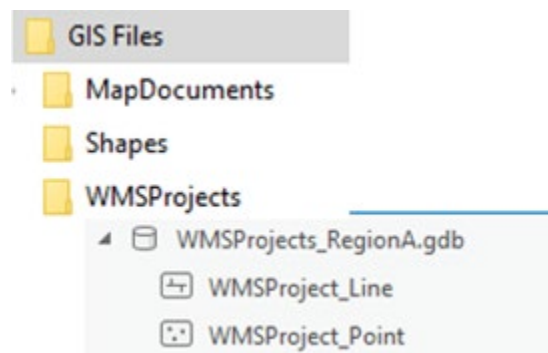 GIS Files
MapDocuments
Shapes
WMSProjects
WMSProjects_RegionA.gdb
WMSProject_Line
WMSProject_Point